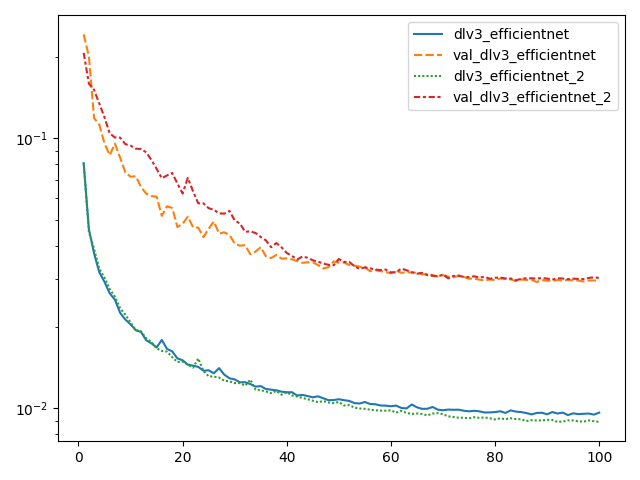 dlv3_efficientnet
val_dlv3_efficientnet
dlv3_efficientnet_2
val_dlv3_efficientnet_2
10⁻¹
10⁻²
0 20 40 60 80 100